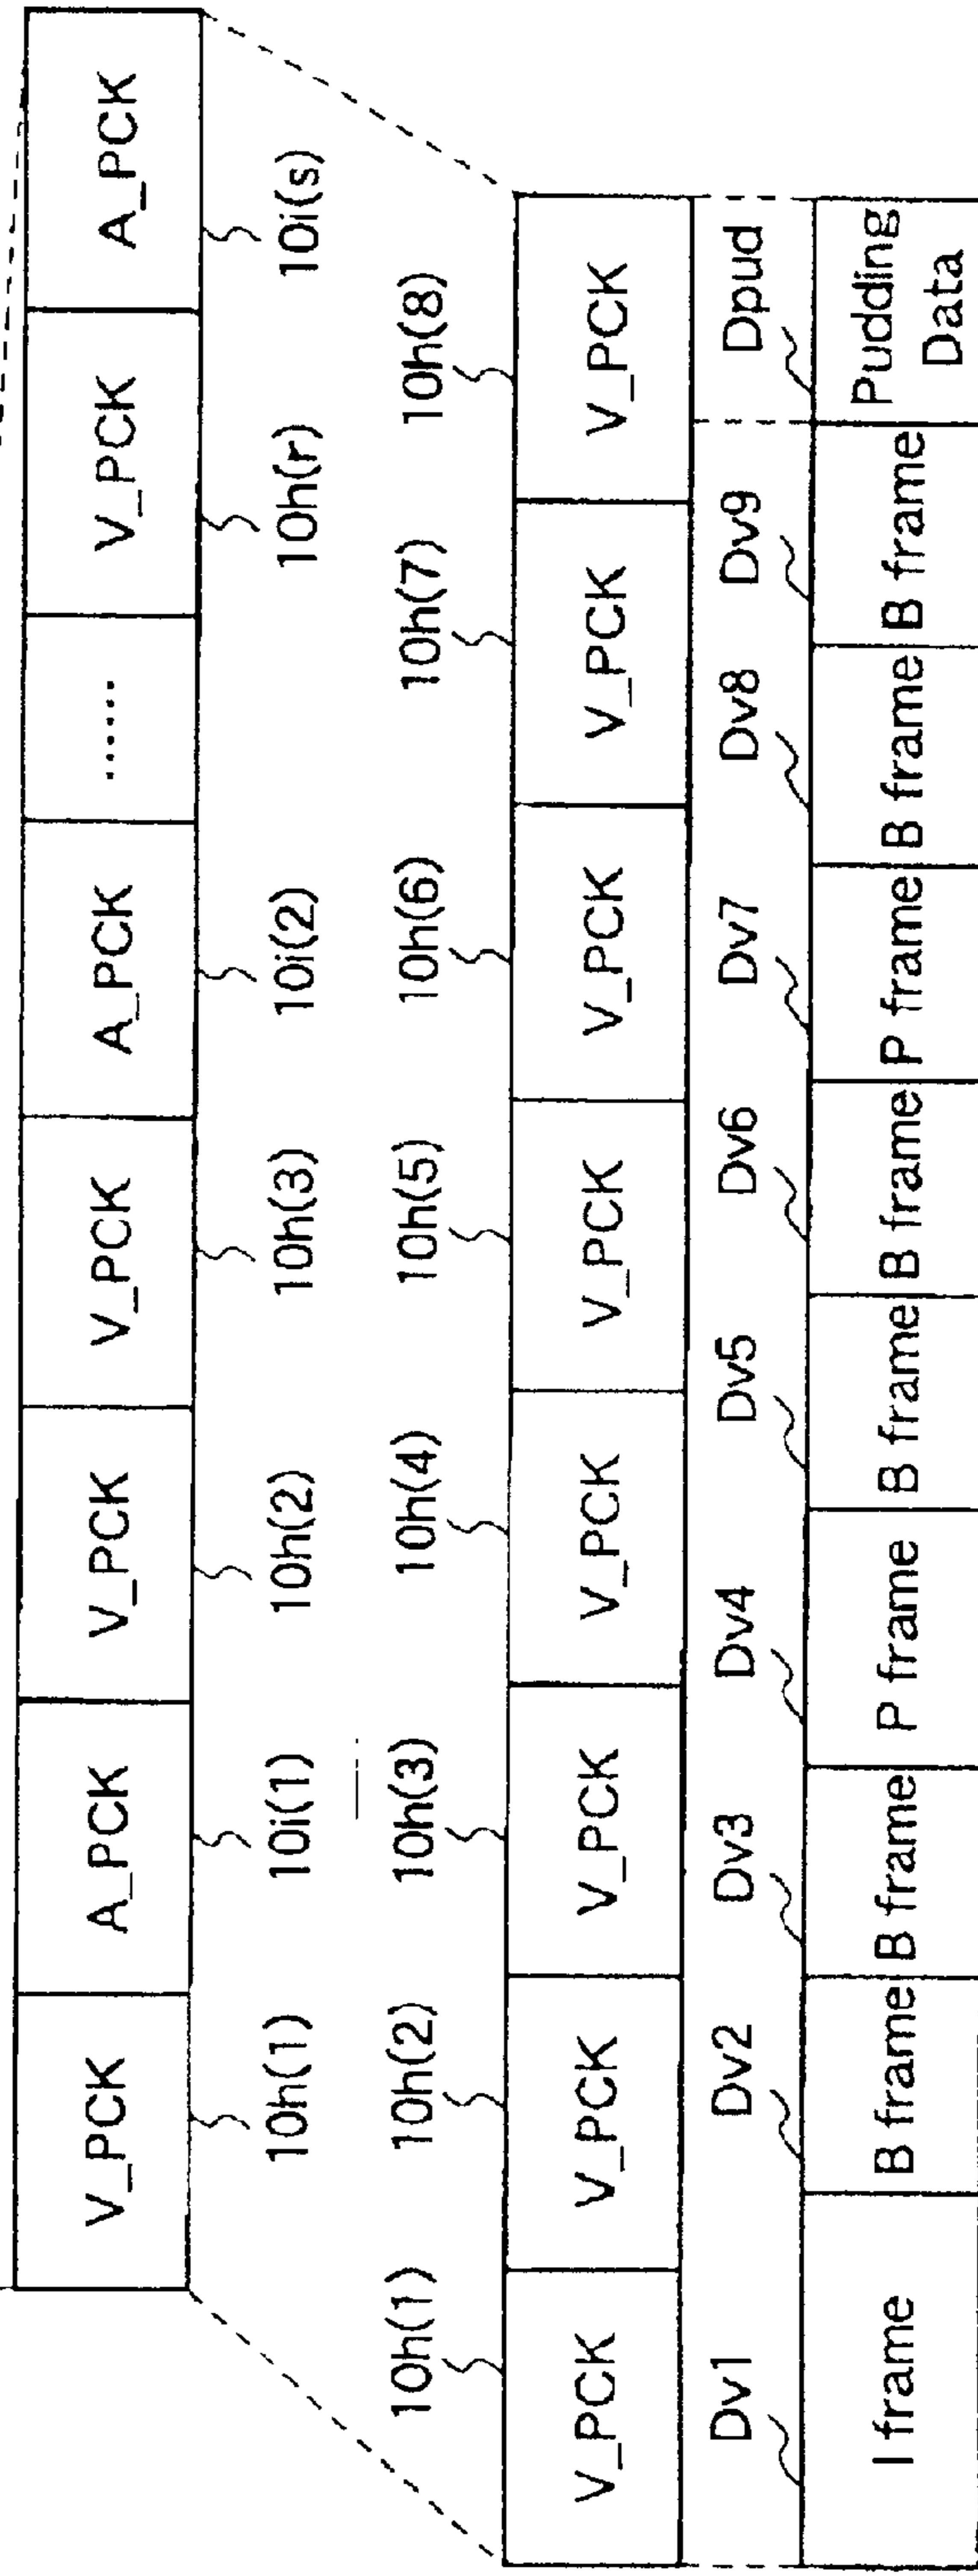 V_PCK A_PCK V_PCK V_PCK A_PCK ...... V_PCK A_PCK
10h(1) 10i(1) 10h(2) 10h(3) 10i(2) 10h(r) 10i(s)
10h(1) 10h(2) 10h(3) 10h(4) 10h(5) 10h(6) 10h(7) 10h(8)
V_PCK V_PCK V_PCK V_PCK V_PCK V_PCK V_PCK V_PCK
Dv1 Dv2 Dv3 Dv4 Dv5 Dv6 Dv7 Dv8 Dv9 Dpud
I frame B frame B frame P frame B frame B frame P frame B frame B frame Pudding
Data